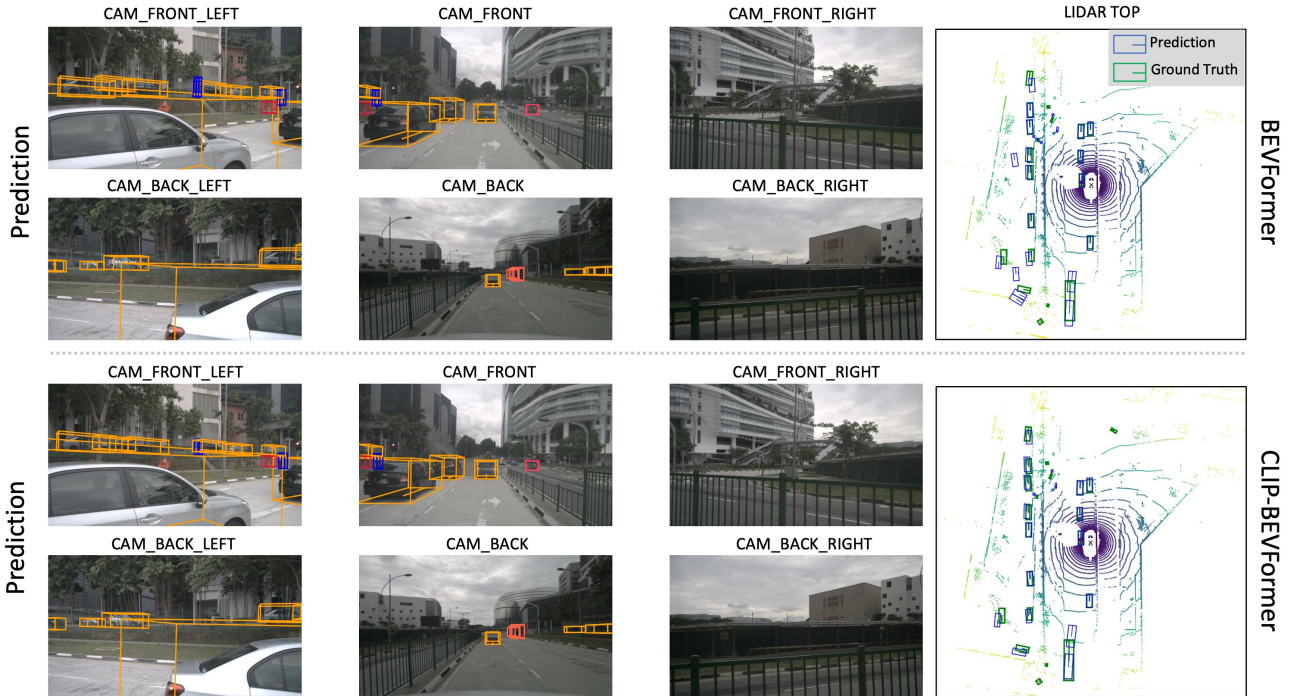 CAM_FRONT_LEFT
CAM_FRONT
CAM_FRONT_RIGHT
LIDAR TOP
Prediction
Ground Truth
Prediction
BEVFormer
CAM_BACK_LEFT
CAM_BACK
CAM_BACK_RIGHT
CAM_FRONT_LEFT
CAM_FRONT
CAM_FRONT_RIGHT
Prediction
CLIP-BEVFormer
CAM_BACK_LEFT
CAM_BACK
CAM_BACK_RIGHT